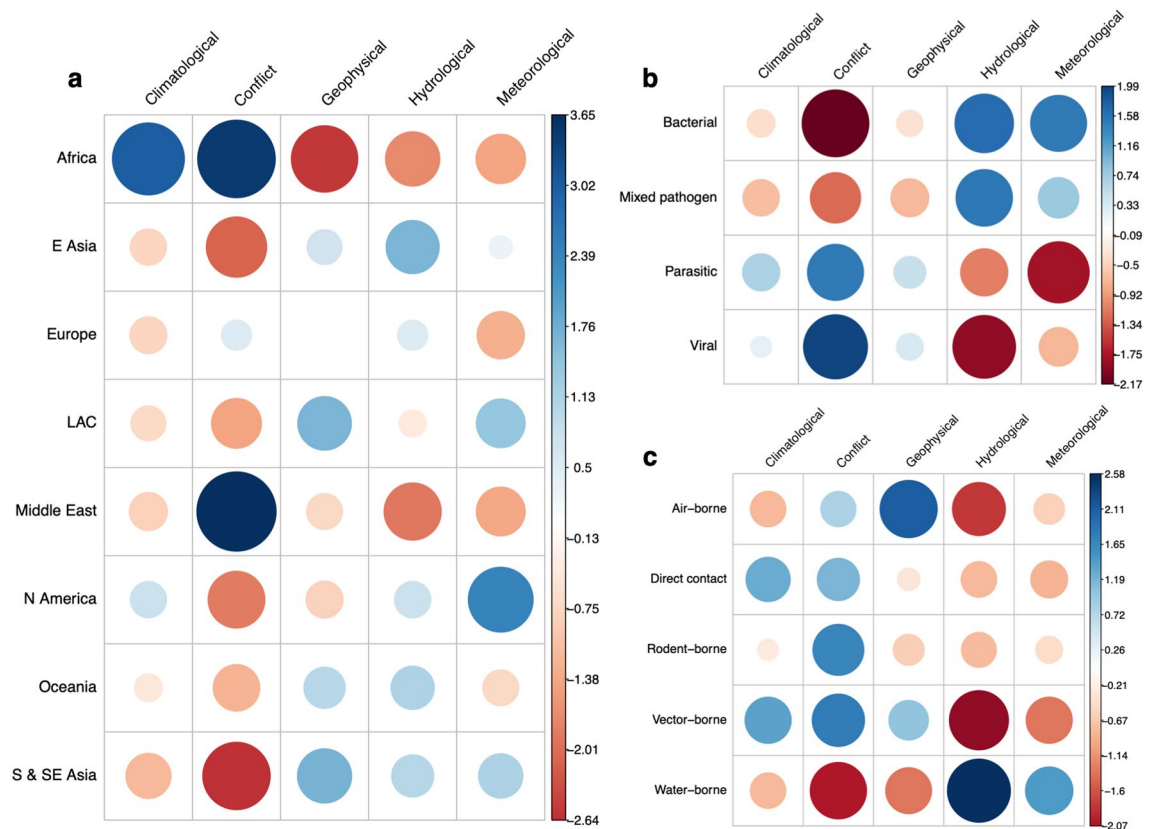 a
Climatological
Conflict
Geophysical
Hydrological
Meteorological
Africa
E Asia
Europe
LAC
Middle East
N America
Oceania
S & SE Asia
3.65
3.02
2.39
1.76
1.13
0.5
-0.13
-0.75
-1.38
-2.01
-2.64
b
Climatological
Conflict
Geophysical
Hydrological
Meteorological
Bacterial
Mixed pathogen
Parasitic
Viral
1.99
1.58
1.16
0.74
0.33
-0.09
-0.5
-0.92
-1.34
-1.75
-2.17
c
Climatological
Conflict
Geophysical
Hydrological
Meteorological
Air-borne
Direct contact
Rodent-borne
Vector-borne
Water-borne
2.58
2.11
1.65
1.19
0.72
0.26
-0.21
-0.67
-1.14
-1.6
-2.07